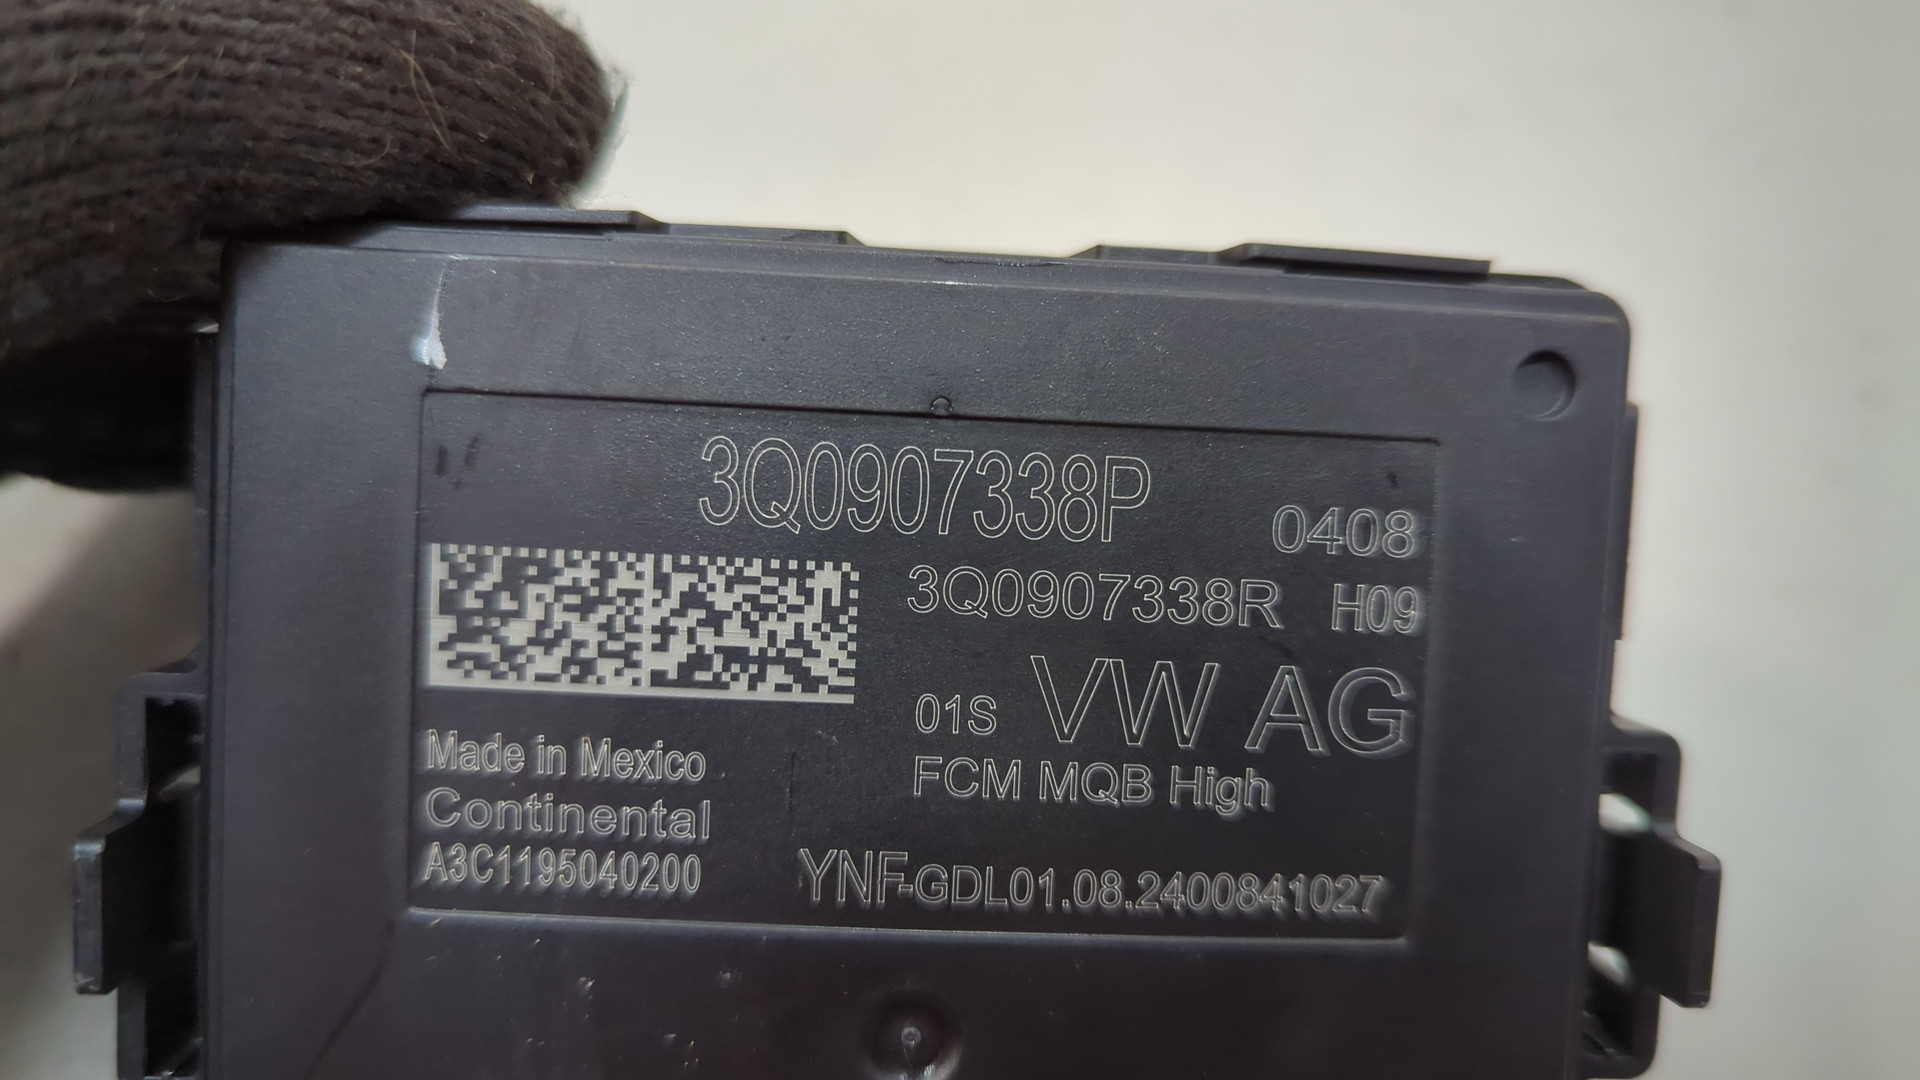 3Q0907338P 0408
3Q0907338R H09
01S VW AG
FCM MQB High
Made in Mexico
Continental
A3C1195040200
YNF-GDL01.08.2400841027